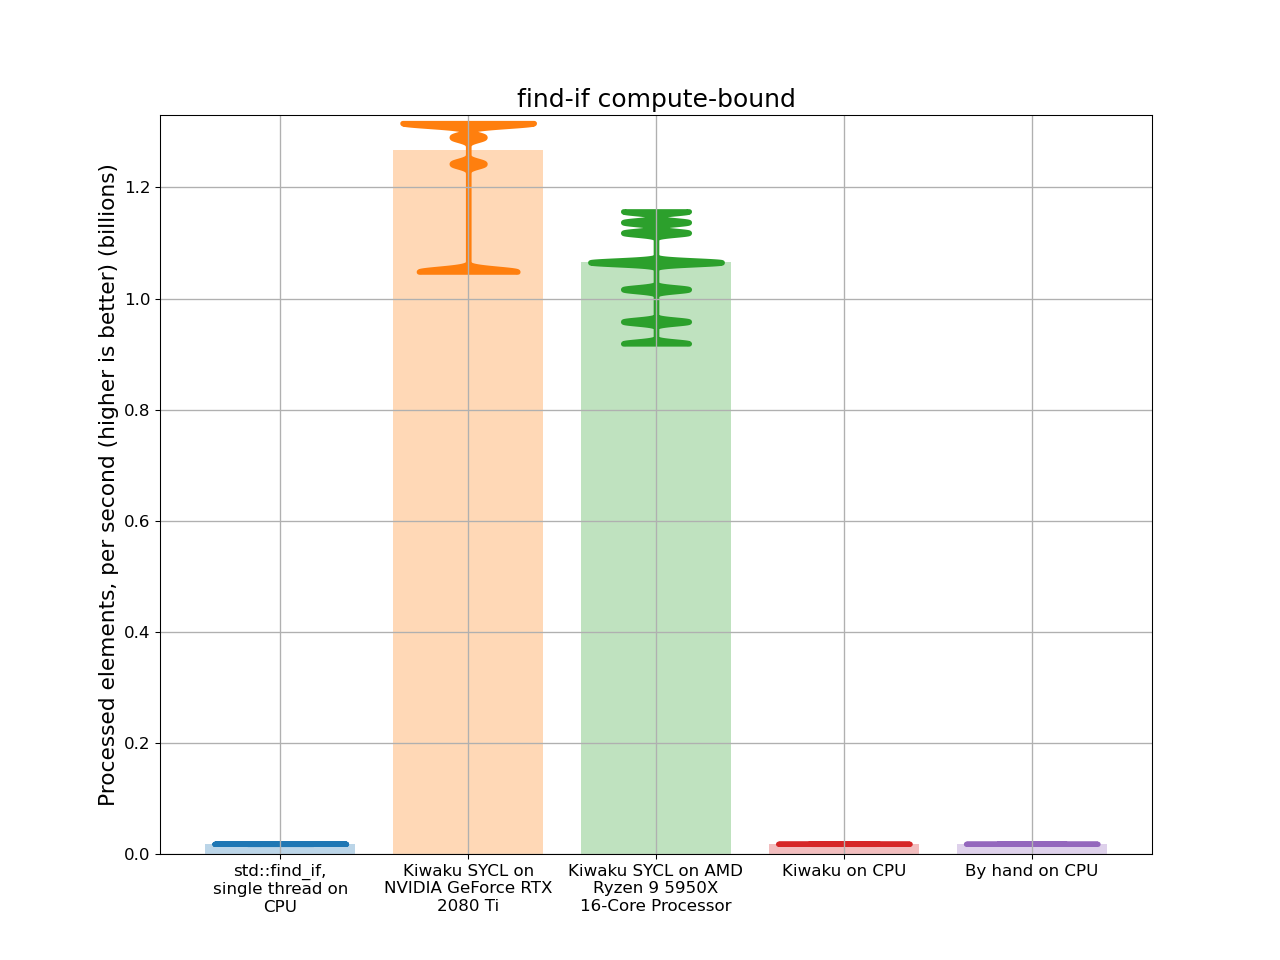 find-if compute-bound
Processed elements, per second (higher is better) (billions)
1.2
1.0
0.8
0.6
0.4
0.2
0.0
std::find_if,
single thread on
CPU
Kiwaku SYCL on
NVIDIA GeForce RTX
2080 Ti
Kiwaku SYCL on AMD
Ryzen 9 5950X
16-Core Processor
Kiwaku on CPU
By hand on CPU